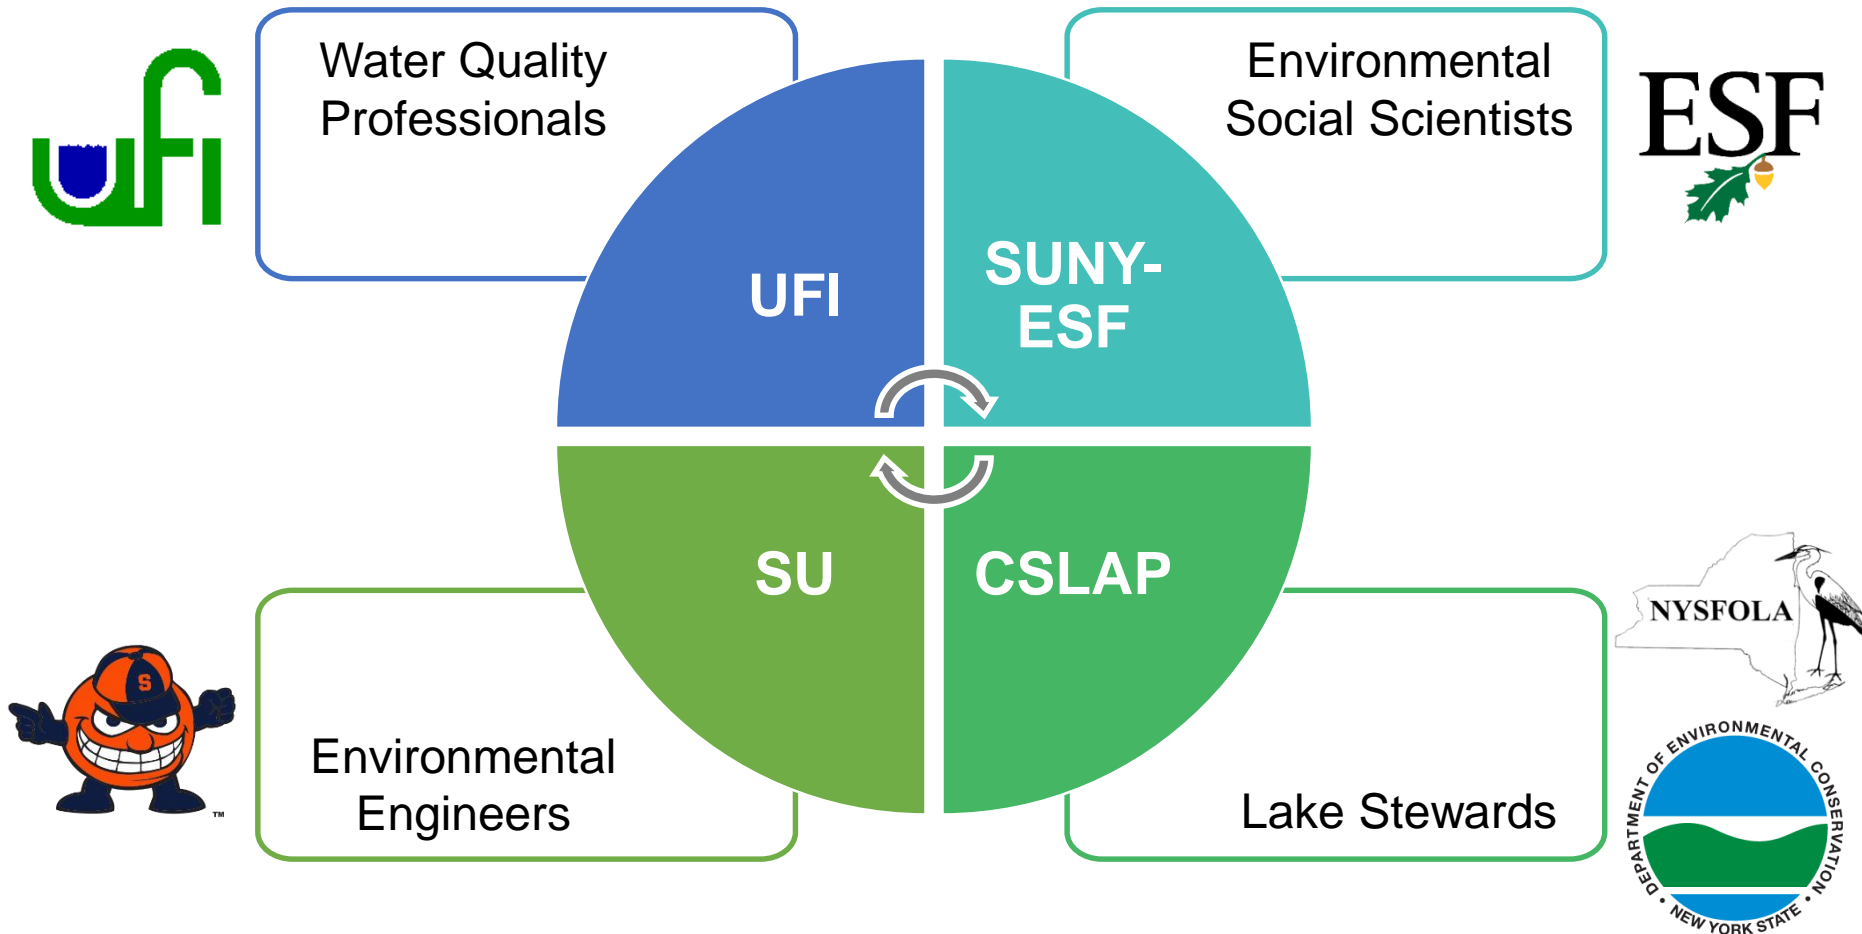 Water Quality
Professionals
ufi
Environmental
Social Scientists
ESF
UFI
SUNY-
ESF
SU
CSLAP
S
TM
Environmental
Engineers
Lake Stewards
NYSFOLA
DEPARTMENT OF ENVIRONMENTAL CONSERVATION
• NEW YORK STATE •